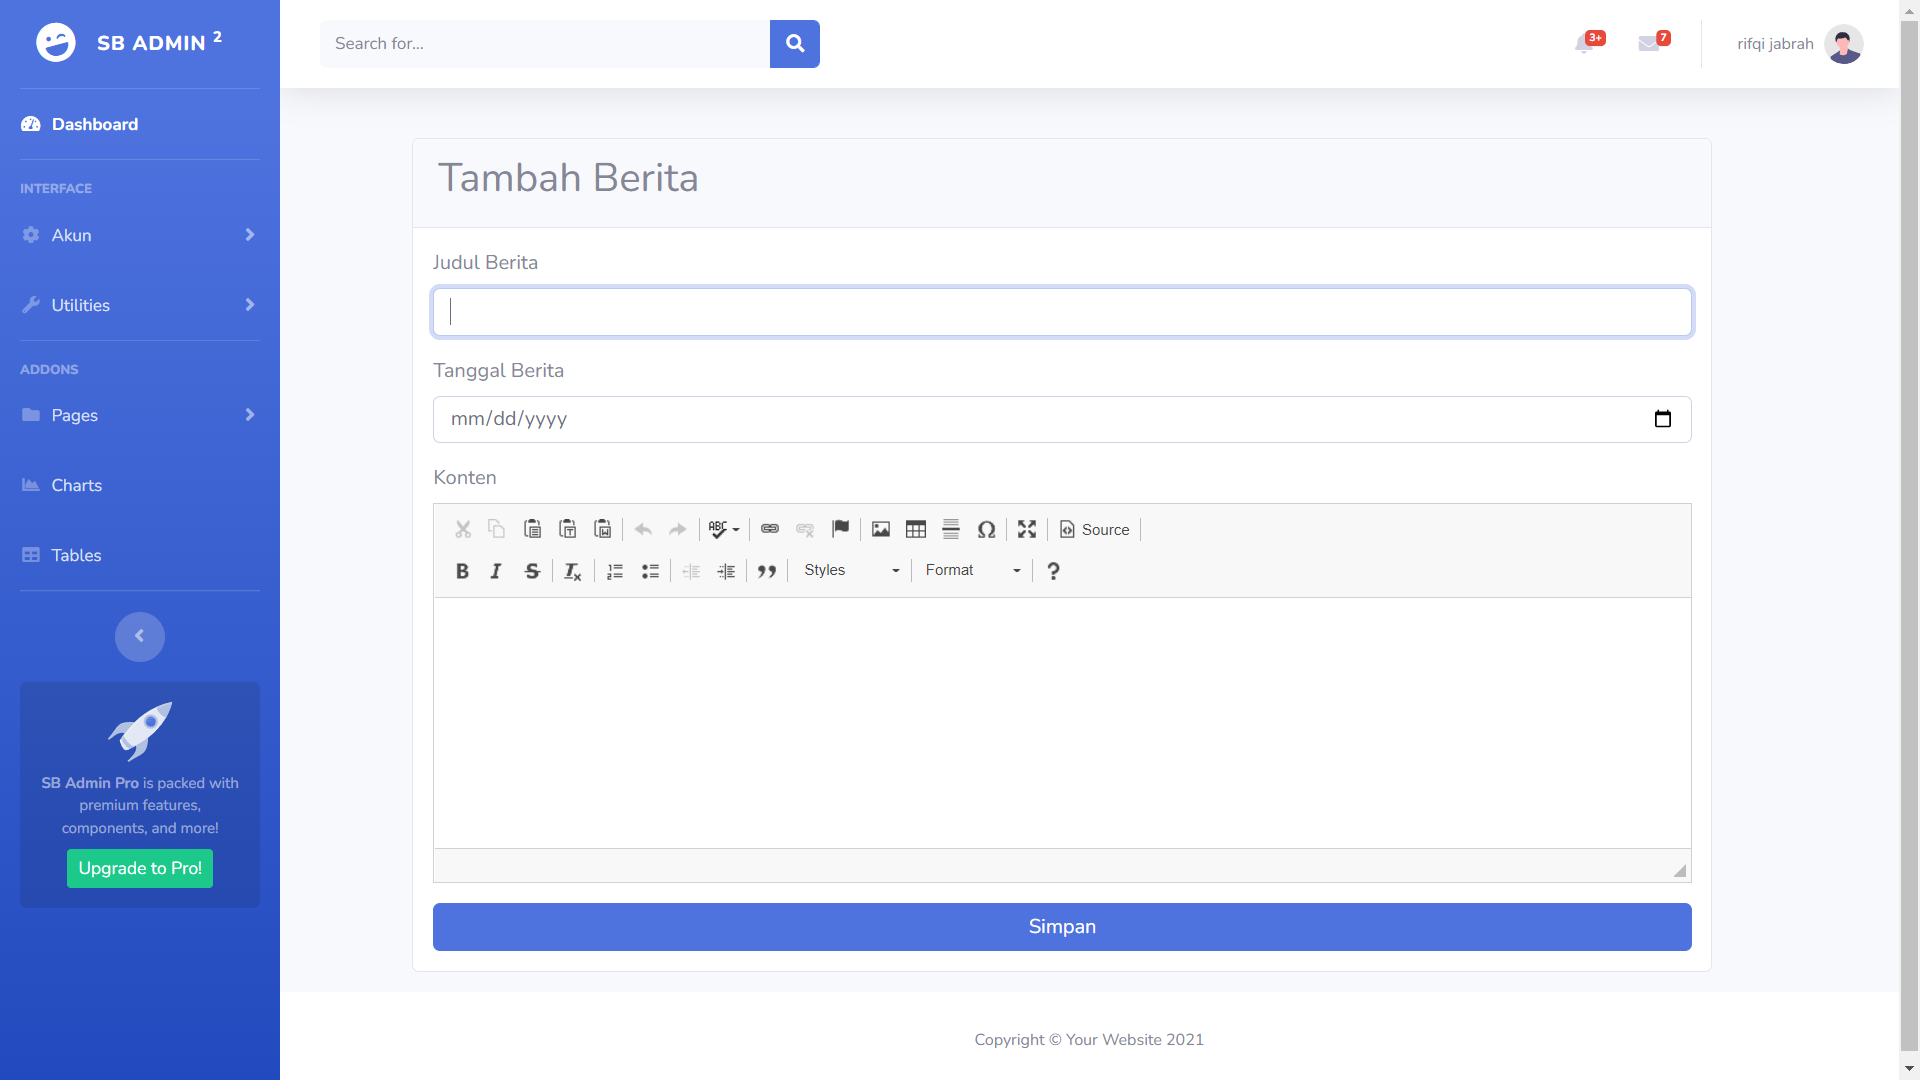 SB ADMIN 2
Search for...
3+
7
rifqi jabrah
Dashboard
INTERFACE
Akun
Utilities
ADDONS
Pages
Charts
Tables
SB Admin Pro is packed with
premium features,
components, and more!
Upgrade to Pro!
Tambah Berita
Judul Berita
Tanggal Berita
mm/dd/yyyy
Konten
ABC
Source
B I S Tx
Styles
Format
?
Simpan
Copyright © Your Website 2021